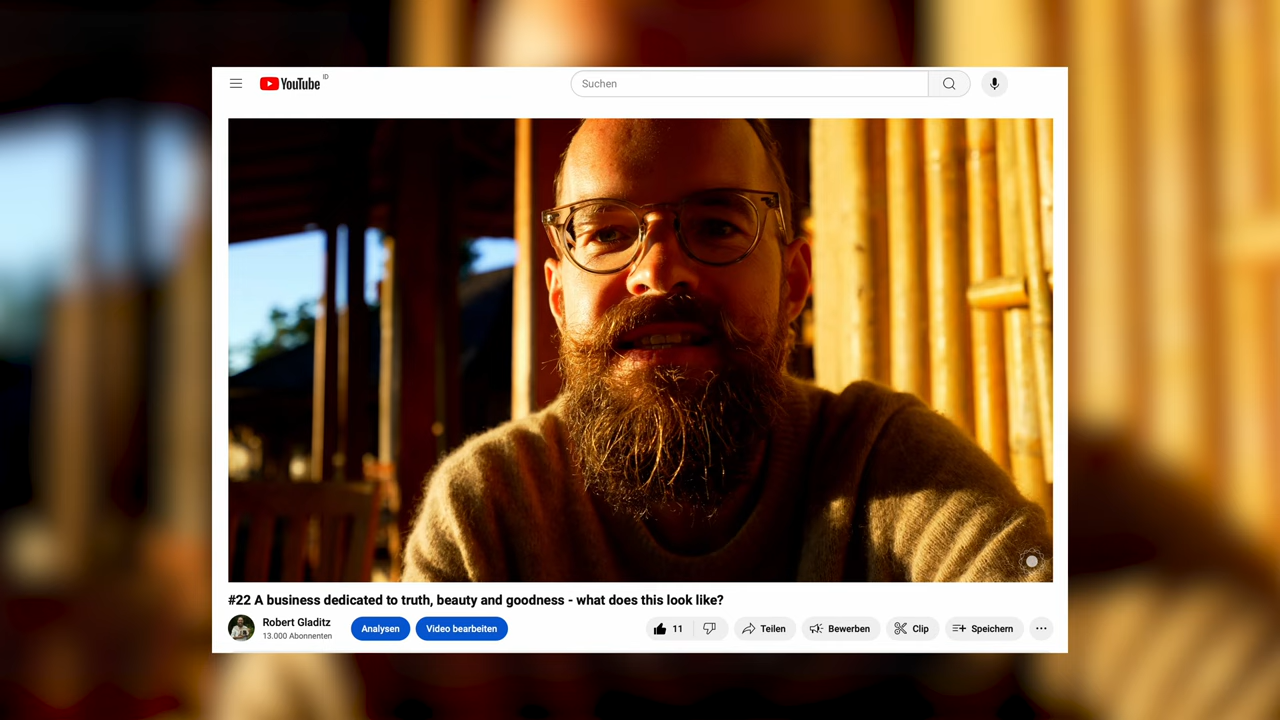 YouTube ID
Suchen
#22 A business dedicated to truth, beauty and goodness - what does this look like?
Robert Gladitz
13.000 Abonnenten
Analysen
Video bearbeiten
11
Teilen
Bewerben
Clip
Speichern